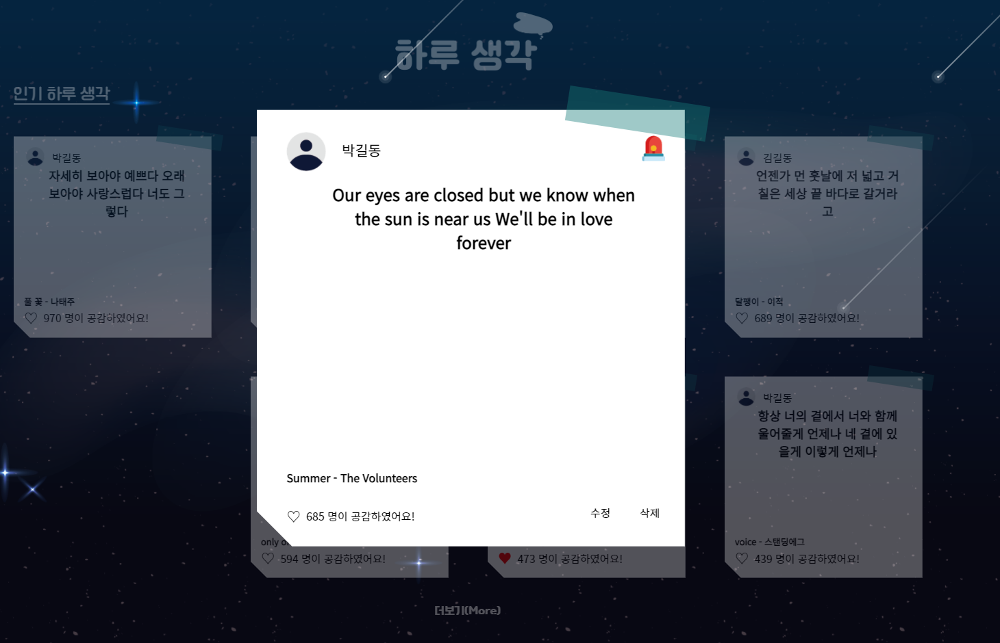 하루 생각
인기 하루 생각
박길동
자세히 보아야 예쁘다 오래
보아야 사랑스럽다 너도 그
렇다
풀 꽃 - 나태주
970 명이 공감하였어요!
박길동
Our eyes are closed but we know when
the sun is near us We'll be in love
forever
Summer - The Volunteers
685 명이 공감하였어요!
수정
삭제
김길동
언젠가 먼 훗날에 저 넓고 거
칠은 세상 끝 바다로 갈거라
고
달팽이 - 이적
689 명이 공감하였어요!
only
594 명이 공감하였어요!
473 명이 공감하였어요!
박길동
항상 너의 곁에서 너와 함께
울어줄게 언제나 네 곁에 있
을게 이렇게 언제나
voice - 스탠딩에그
439 명이 공감하였어요!
더보기(More)